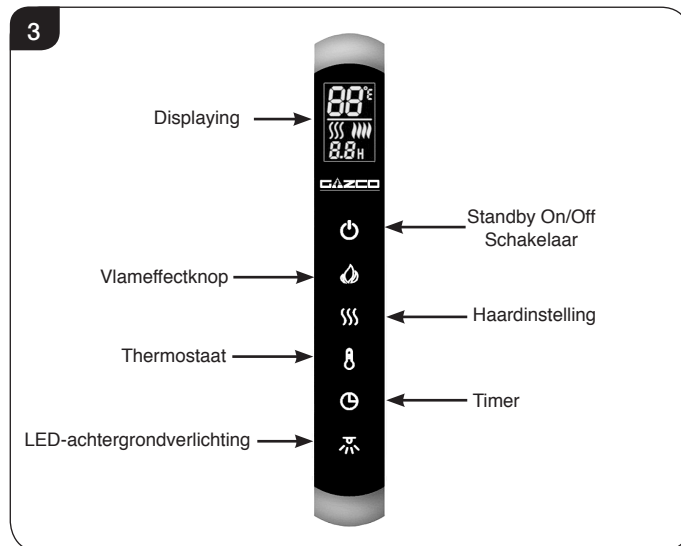 3
Displaying
88°E
8.8H
GAZCO
Standby On/Off
Schakelaar
Vlameffectknop
Haardinstelling
Thermostaat
Timer
LED-achtergrondverlichting